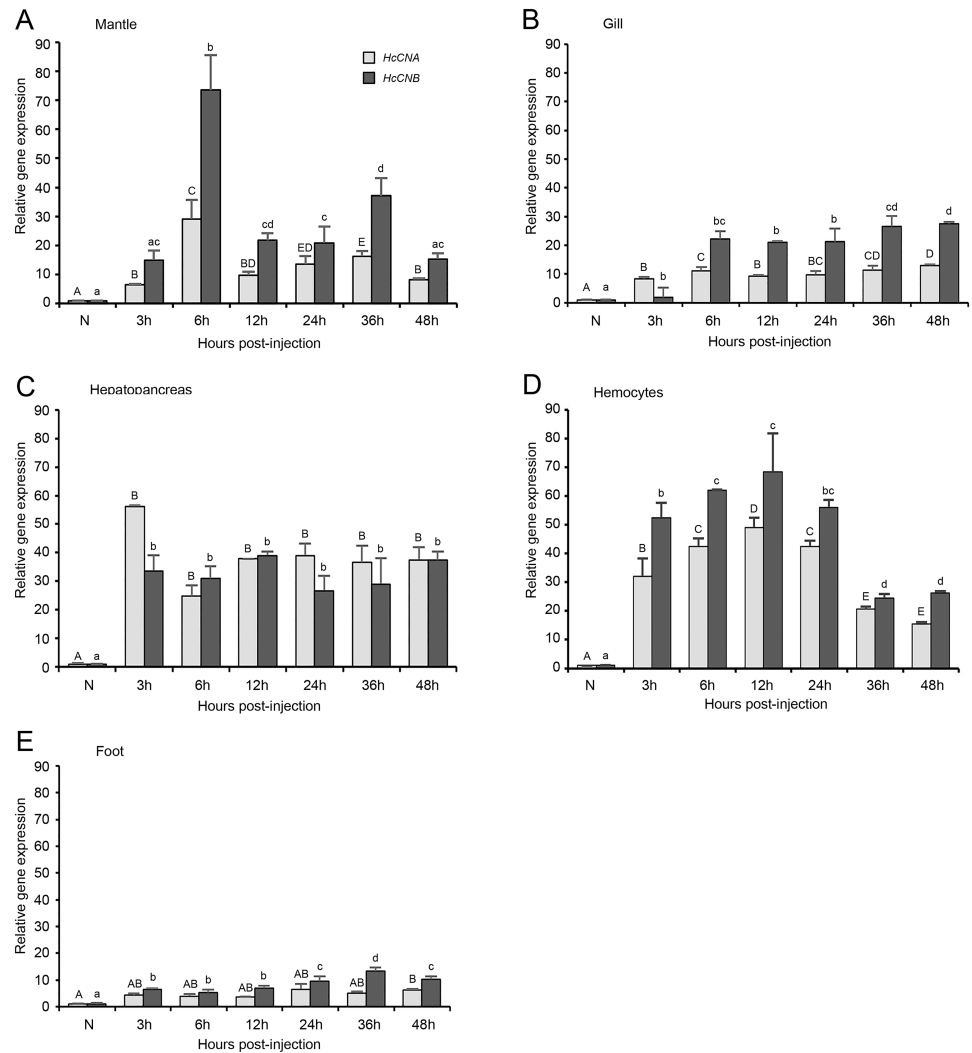 A
Mantle
90
80
70
60
50
40
30
20
10
0
Relative gene expression
HcCNA
HcCNB
A a B ac C b BD cd ED c E d B ac
N 3h 6h 12h 24h 36h 48h
Hours post-injection
B
Gill
90
80
70
60
50
40
30
20
10
0
Relative gene expression
A a B b C bc B b BC b CD cd D d
N 3h 6h 12h 24h 36h 48h
Hours post-injection
C
Hepatopancreas
90
80
70
60
50
40
30
20
10
0
Relative gene expression
A a B b B b B b B b B b B b
N 3h 6h 12h 24h 36h 48h
Hours post-injection
D
Hemocytes
90
80
70
60
50
40
30
20
10
0
Relative gene expression
A a B b C c D c C bc E d E d
N 3h 6h 12h 24h 36h 48h
Hours post-injection
E
Foot
90
80
70
60
50
40
30
20
10
0
Relative gene expression
A a AB b AB b AB b AB c AB d B c
N 3h 6h 12h 24h 36h 48h
Hours post-injection